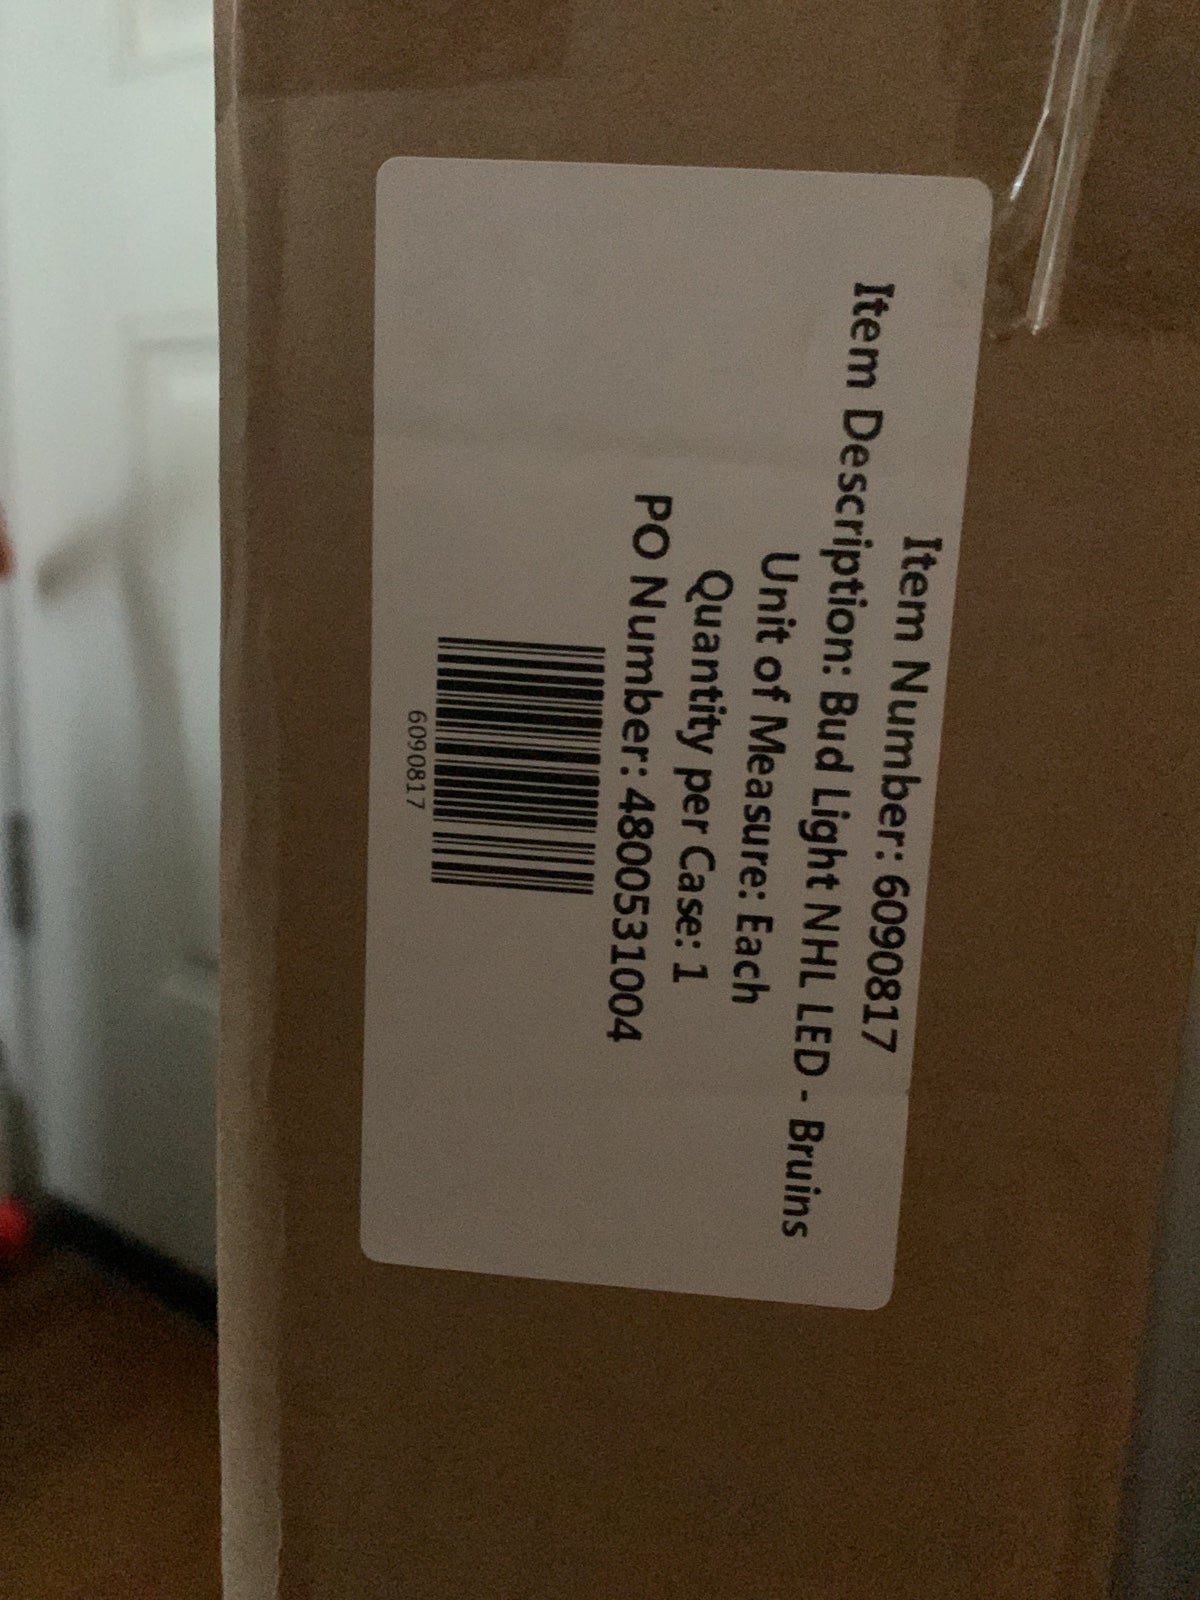 Item Number: 6090817
Item Description: Bud Light NHL LED - Bruins
Unit of Measure: Each
Quantity per Case: 1
PO Number: 4800531004
6090817